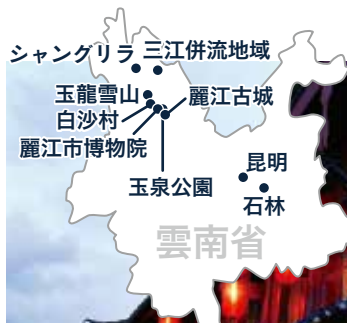 シャングリラ
三江併流地域
玉龍雪山
麗江古城
白沙村
麗江市博物院
玉泉公園
昆明
石林
雲南省